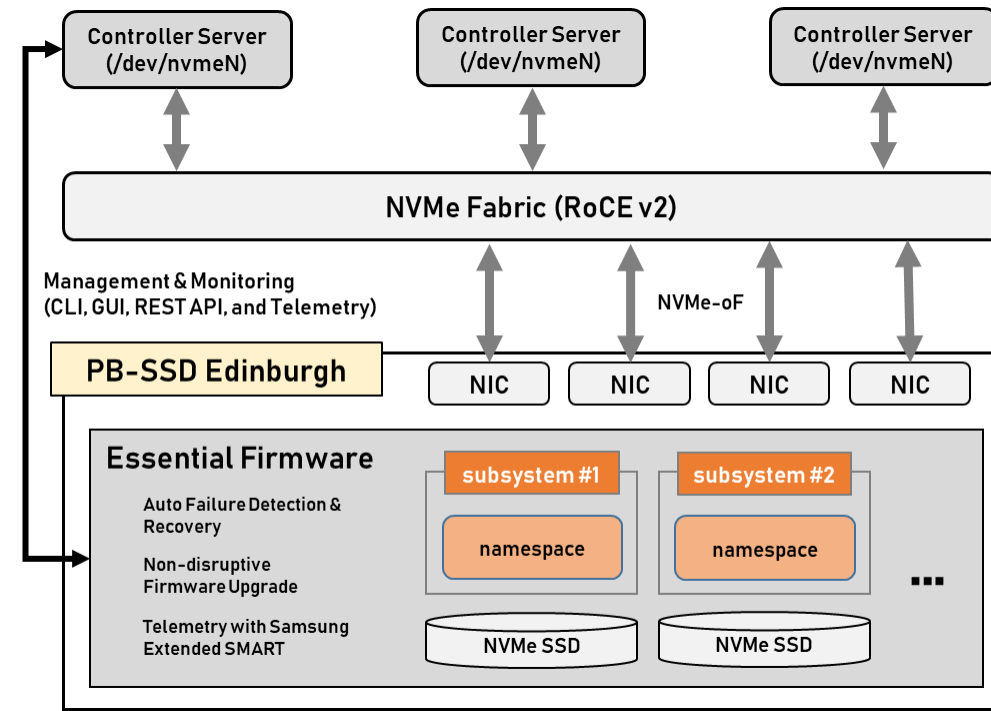 Controller Server
(/dev/nvmeN)
Controller Server
(/dev/nvmeN)
Controller Server
(/dev/nvmeN)
NVMe Fabric (RoCE v2)
Management & Monitoring
(CLI, GUI, REST API, and Telemetry)
NVMe-oF
PB-SSD Edinburgh
NIC
NIC
NIC
NIC
Essential Firmware
Auto Failure Detection &
Recovery
Non-disruptive
Firmware Upgrade
Telemetry with Samsung
Extended SMART
subsystem #1
namespace
NVMe SSD
subsystem #2
namespace
NVMe SSD
...